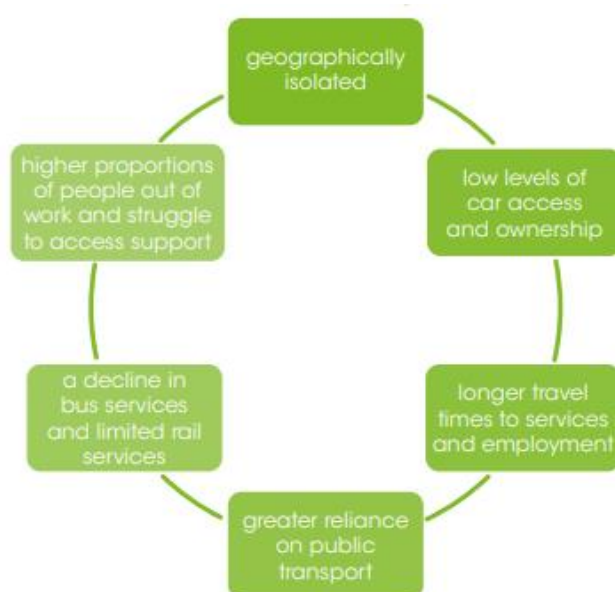 geographically
isolated
low levels of
car access
and ownership
longer travel
times to services
and employment
greater reliance
on public
transport
a decline in
bus services
and limited rail
services
higher proportions
of people out of
work and struggle
to access support